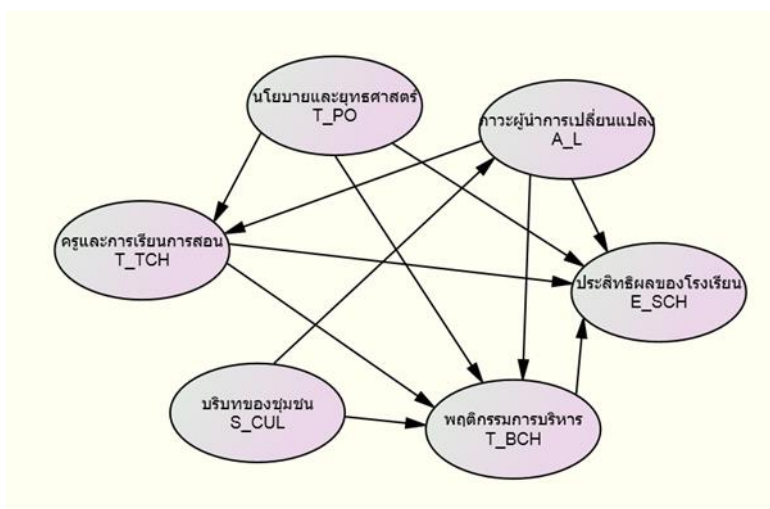 นโยบายและยุทธศาสตร์
T_PO
ภาวะผู้นำการเปลี่ยนแปลง
A_L
ครูและการเรียนการสอน
T_TCH
ประสิทธิผลของโรงเรียน
E_SCH
บริบทของชุมชน
S_CUL
พฤติกรรมการบริหาร
T_BCH